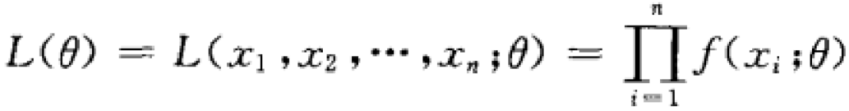 L(θ) = L(x₁,x₂,⋯,xₙ;θ) = ∏ᵢ₌₁ⁿ f(xᵢ;θ)